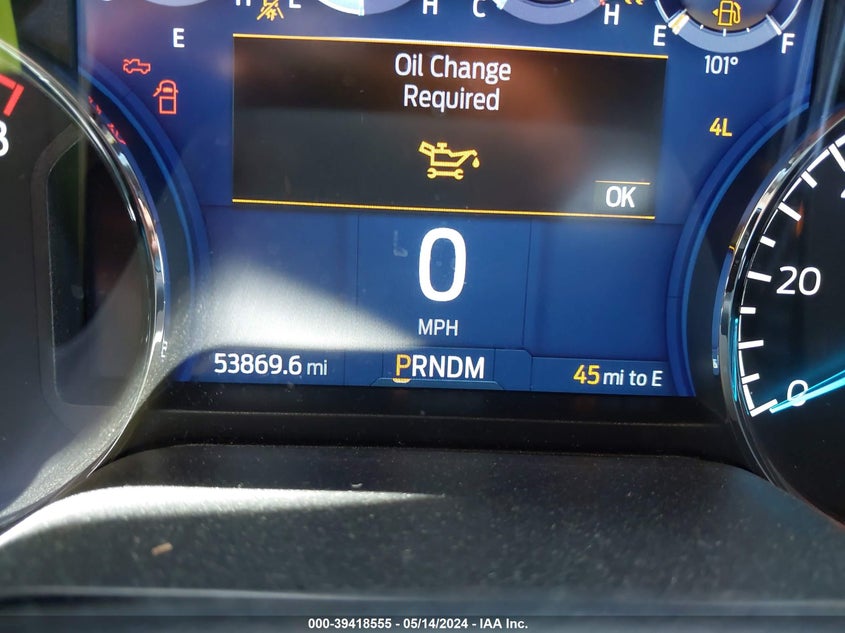 H E H C H E F
E
101°
Oil Change
Required
4L
OK
8
0
MPH
20
0
53869.6 mi
PRNDM
45 mi to E
000-39418555 - 05/14/2024 - IAA Inc.